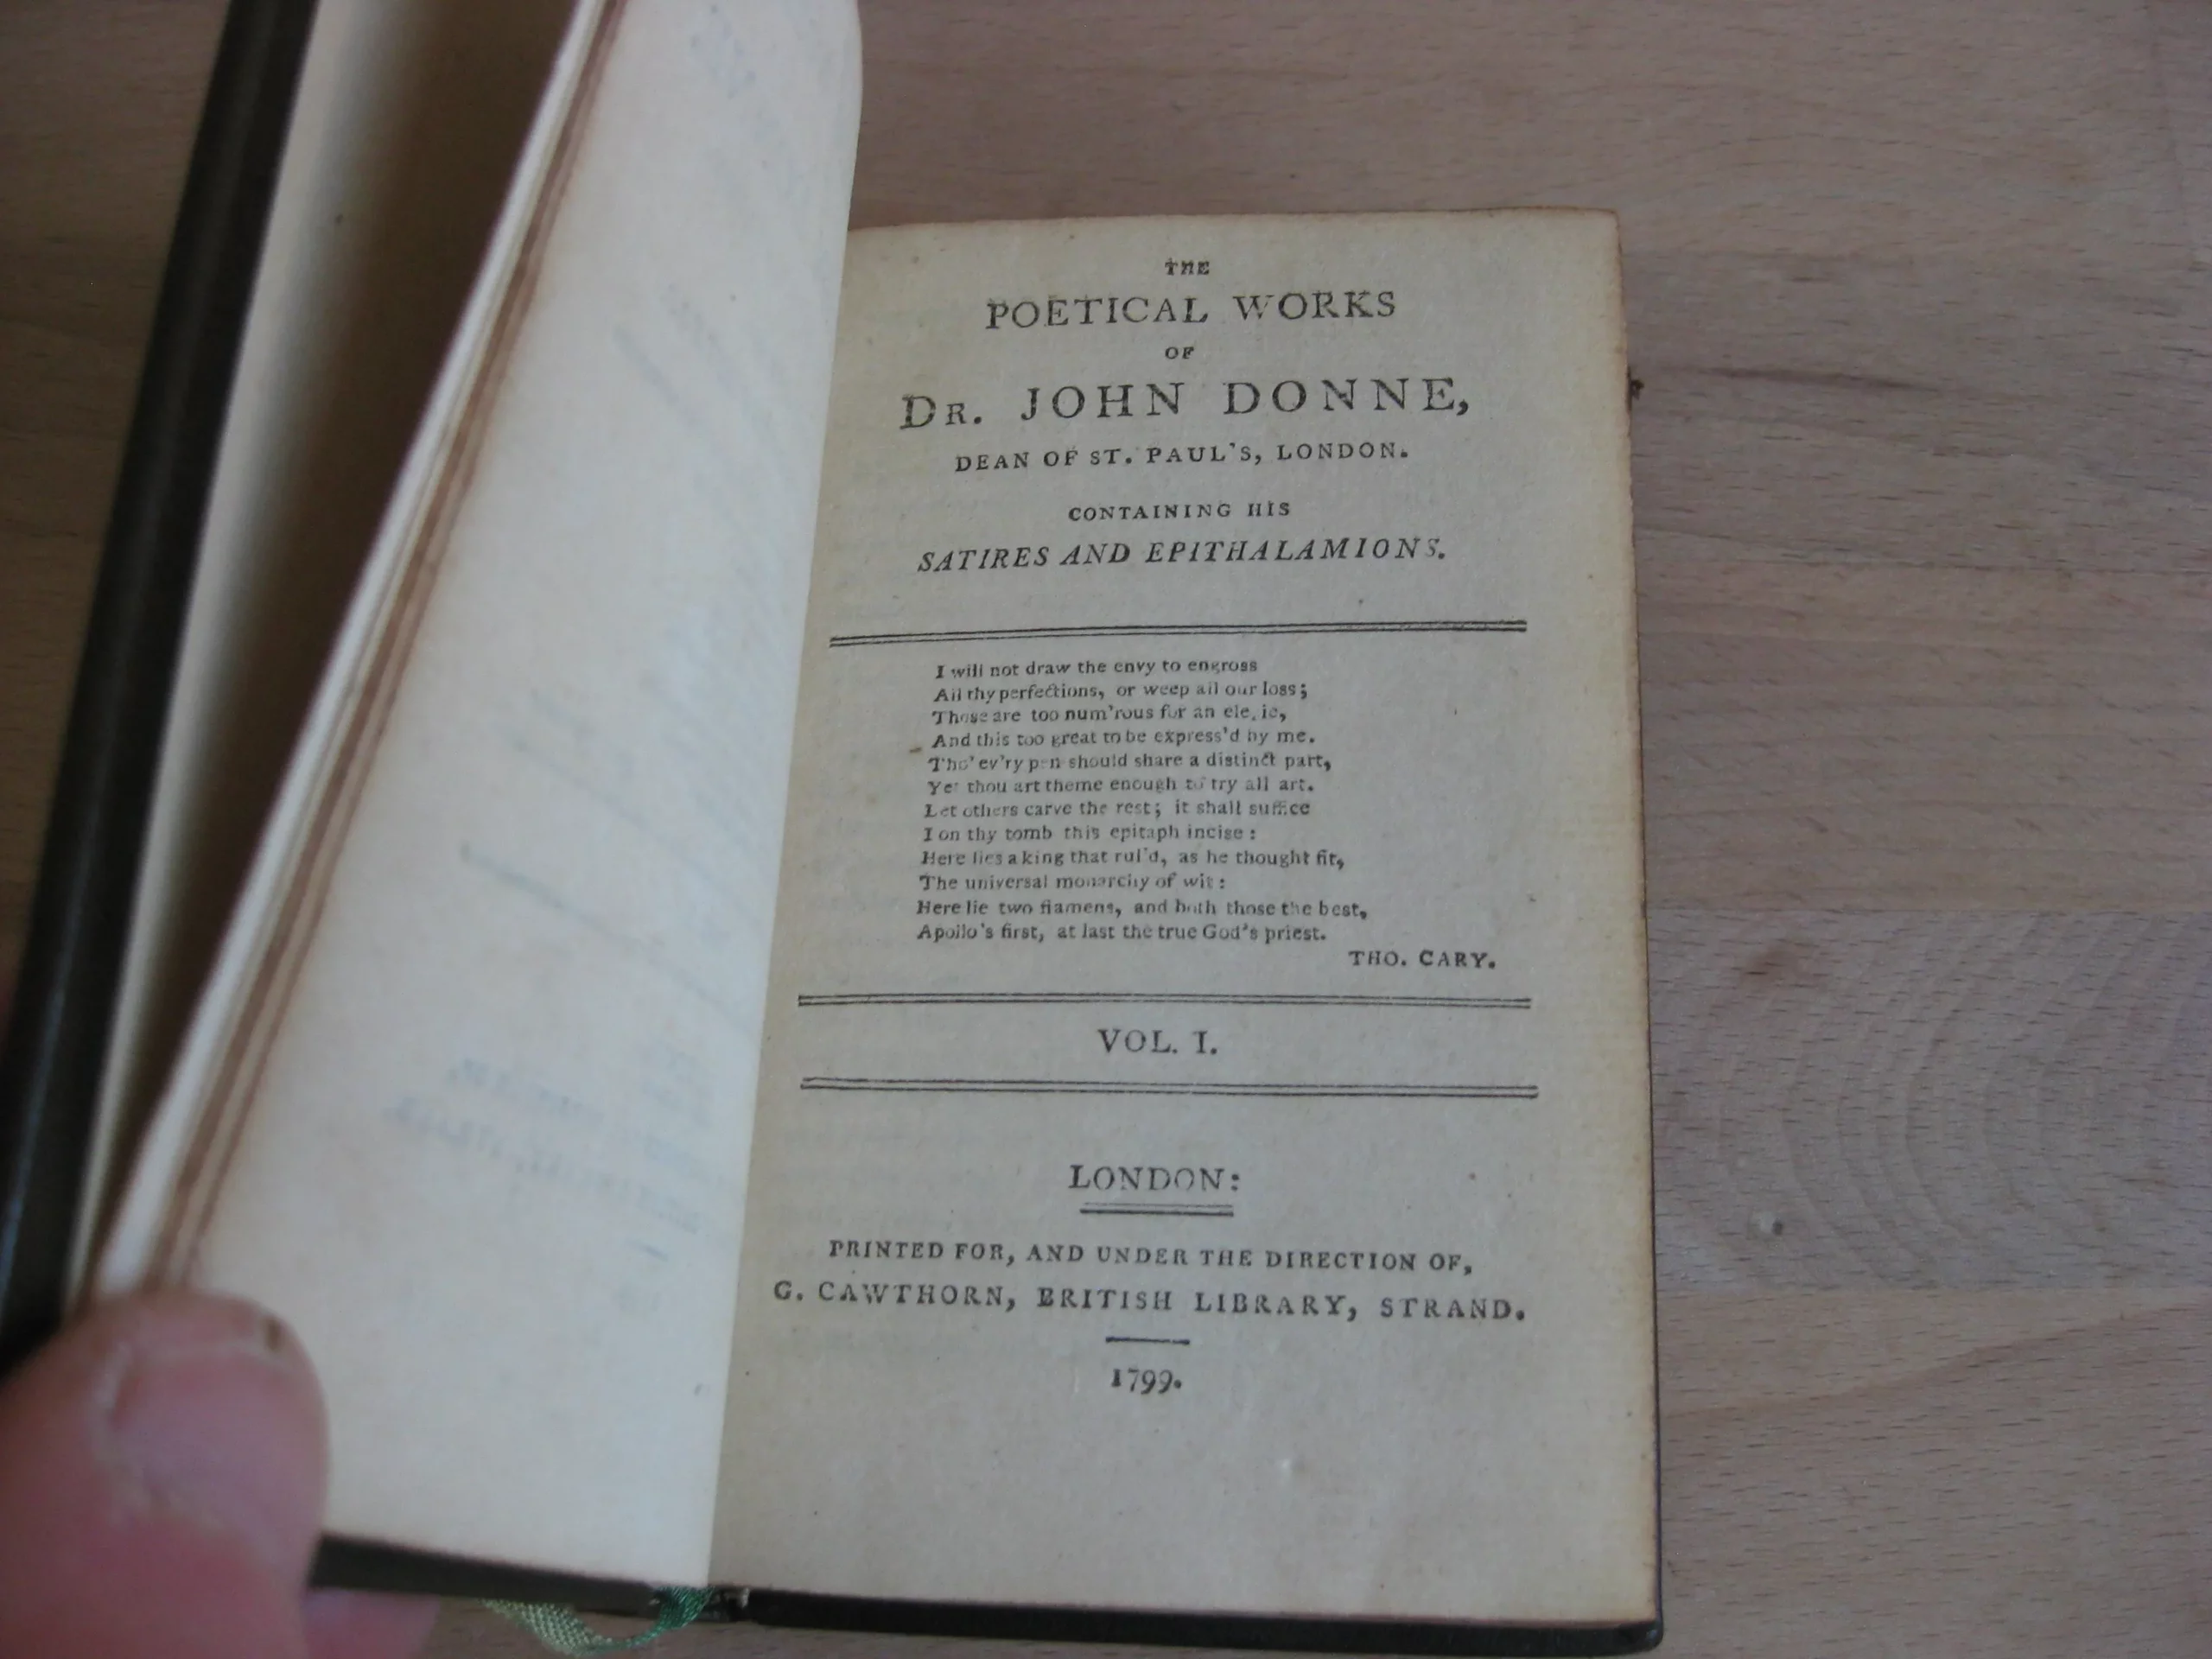 THE
POETICAL WORKS
OF
DR. JOHN DONNE,
DEAN OF ST. PAUL'S, LONDON.
CONTAINING HIS
SATIRES AND EPITHALAMIONS.
I will not draw the envy to engross
All thy perfections, or weep all our loss;
Those are too num'rous for an elegie,
And this too great to be express'd by me.
Tho' ev'ry pen should share a distinct part,
Yet thou art theme enough to try all art.
Let others carve the rest; it shall suffice
I on thy tomb this epitaph incise:
Here lies a king that rul'd, as he thought fit,
The universal monarchy of wit:
Here lie two flamens, and both those the best,
Apollo's first, at last the true God's priest.
THO. CARY.
VOL. I.
LONDON:
PRINTED FOR, AND UNDER THE DIRECTION OF,
G. CAWTHORN, BRITISH LIBRARY, STRAND.
1799.